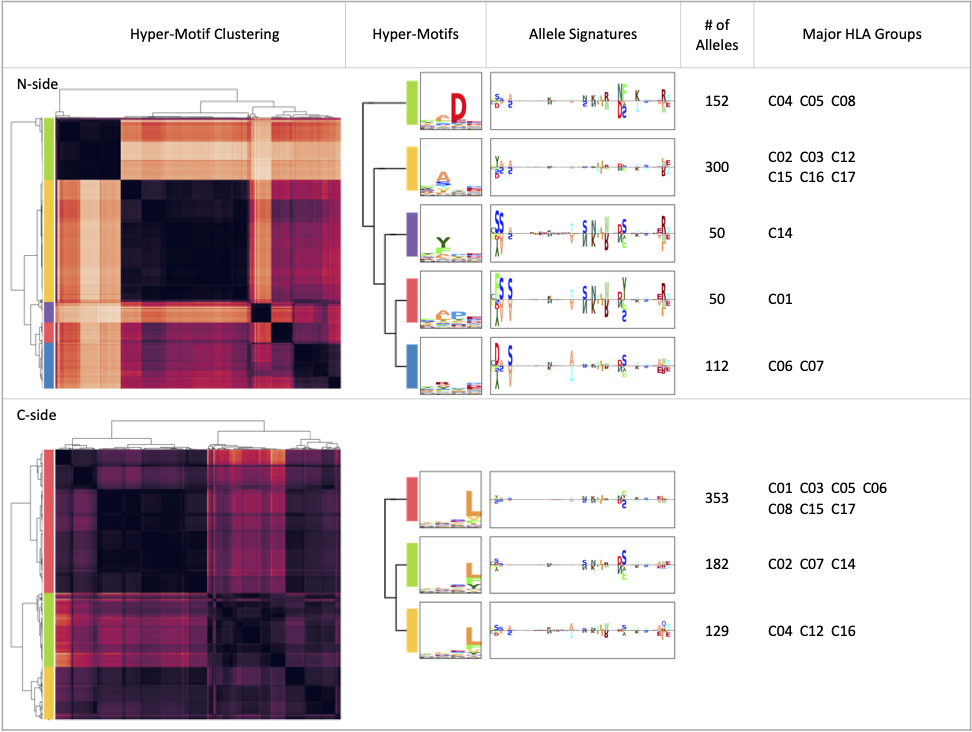 Hyper-Motif Clustering
Hyper-Motifs
Allele Signatures
# of
Alleles
Major HLA Groups
N-side
D
152
C04 C05 C08
A
300
C02 C03 C12
C15 C16 C17
Y
50
C14
50
C01
112
C06 C07
C-side
L
353
C01 C03 C05 C06
C08 C15 C17
L
182
C02 C07 C14
L
129
C04 C12 C16